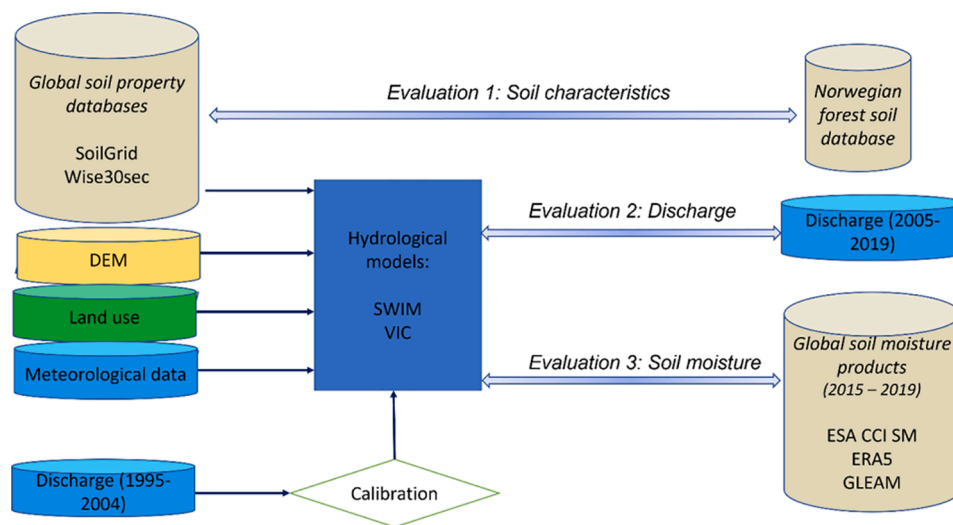 Global soil property
databases
SoilGrid
Wise30sec
Evaluation 1: Soil characteristics
Norwegian
forest soil
database
DEM
Land use
Meteorological data
Hydrological
models:
SWIM
VIC
Evaluation 2: Discharge
Discharge (2005-
2019)
Evaluation 3: Soil moisture
Global soil moisture
products
(2015 – 2019)
ESA CCI SM
ERA5
GLEAM
Discharge (1995-
2004)
Calibration